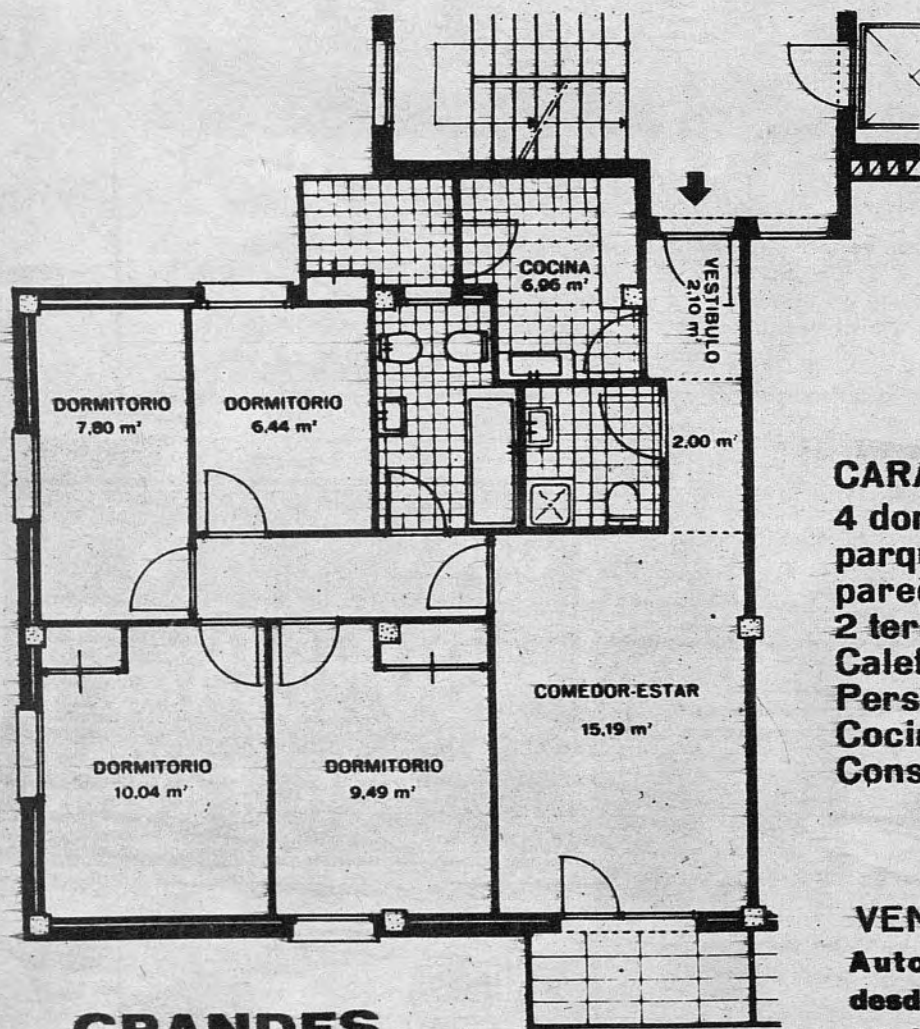 COCINA
6,96 m²
VESTIBULO
2,10 m²
DORMITORIO
7,80 m²
DORMITORIO
6,44 m²
2,00 m²
COMEDOR-ESTAR
15,19 m²
DORMITORIO
10,04 m²
DORMITORIO
9,49 m²
CARA
4 dor
parqu
pared
2 ter
Calef
Pers
Cocin
Cons
VEN
Auto
desd
GRANDES